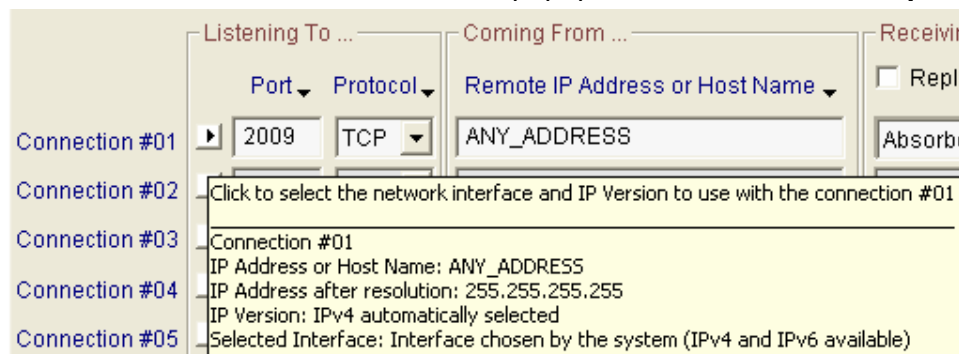 Listening To ... Coming From ...
Port Protocol Remote IP Address or Host Name
Connection #01 2009 TCP ANY_ADDRESS
Connection #02
Click to select the network interface and IP Version to use with the connection #01
Connection #03
Connection #01
IP Address or Host Name: ANY_ADDRESS
Connection #04
IP Address after resolution: 255.255.255.255
IP Version: IPv4 automatically selected
Connection #05
Selected Interface: Interface chosen by the system (IPv4 and IPv6 available)